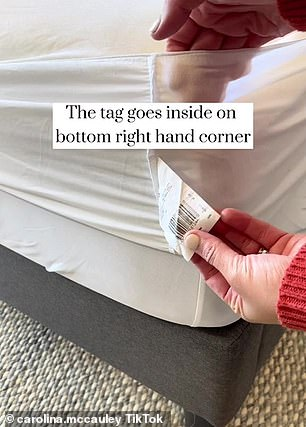 The tag goes inside on
bottom right hand corner
© carolina.mccauley TikTok